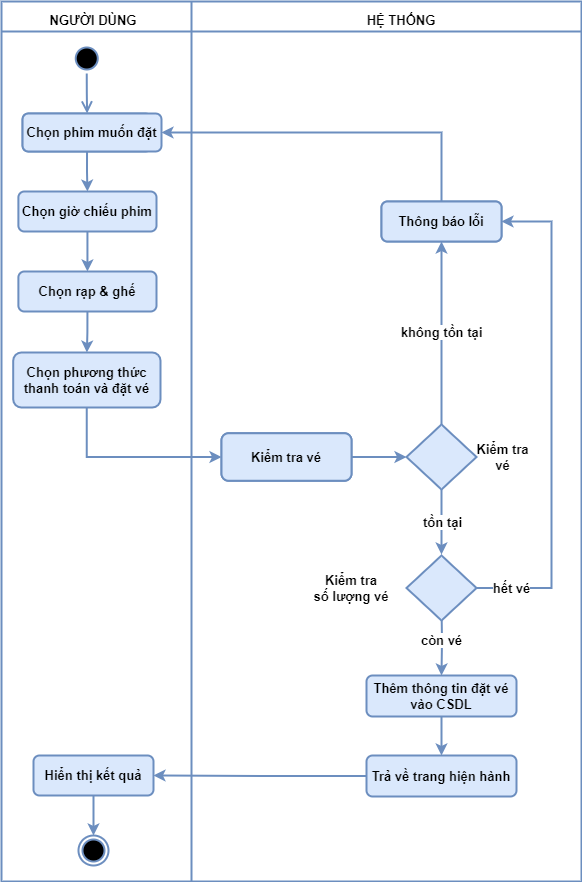 NGƯỜI DÙNG
HỆ THỐNG
Chọn phim muốn đặt
Chọn giờ chiếu phim
Thông báo lỗi
Chọn rạp & ghế
không tồn tại
Chọn phương thức
thanh toán và đặt vé
Kiểm tra vé
Kiểm tra
vé
tồn tại
Kiểm tra
số lượng vé
hết vé
còn vé
Thêm thông tin đặt vé
vào CSDL
Hiển thị kết quả
Trả về trang hiện hành